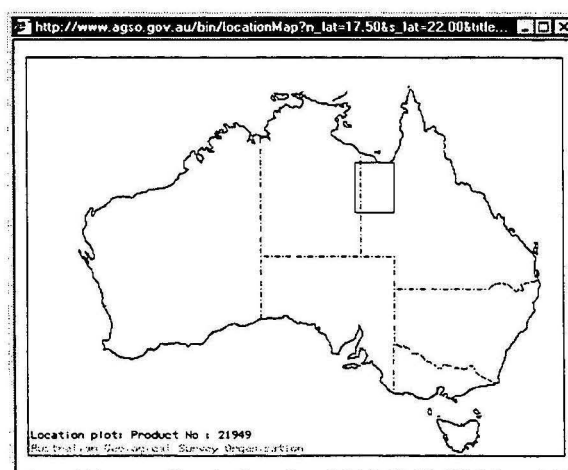 http://www.agso.gov.au/bin/locationMap?n_lat=17.50&s_lat=22.00&title...
Location plot: Product No : 21949
Australian Geological Survey Organisation